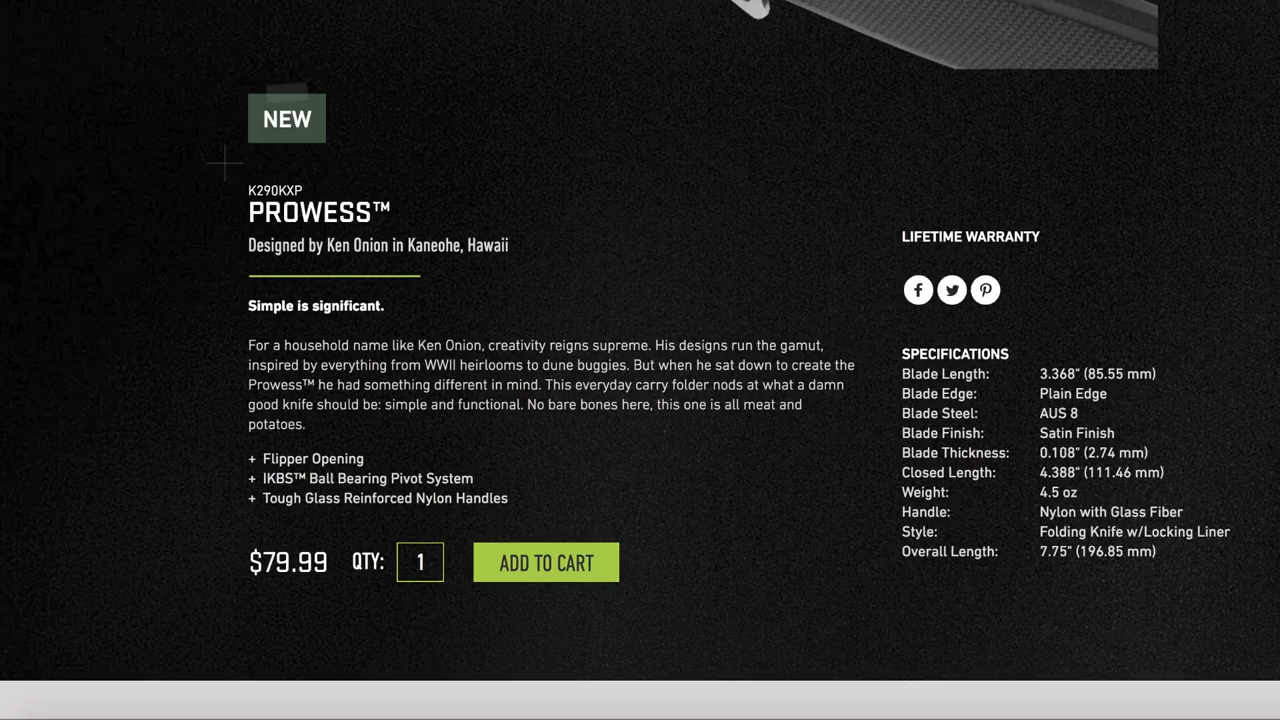 NEW
K290KXP
PROWESS™
Designed by Ken Onion in Kaneohe, Hawaii
Simple is significant.
For a household name like Ken Onion, creativity reigns supreme. His designs run the gamut,
inspired by everything from WWII heirlooms to dune buggies. But when he sat down to create the
Prowess™ he had something different in mind. This everyday carry folder nods at what a damn
good knife should be: simple and functional. No bare bones here, this one is all meat and
potatoes.
+ Flipper Opening
+ IKBS™ Ball Bearing Pivot System
+ Tough Glass Reinforced Nylon Handles
$79.99 QTY: 1 ADD TO CART
LIFETIME WARRANTY
SPECIFICATIONS
Blade Length: 3.368" (85.55 mm)
Blade Edge: Plain Edge
Blade Steel: AUS 8
Blade Finish: Satin Finish
Blade Thickness: 0.108" (2.74 mm)
Closed Length: 4.388" (111.46 mm)
Weight: 4.5 oz
Handle: Nylon with Glass Fiber
Style: Folding Knife w/Locking Liner
Overall Length: 7.75" (196.85 mm)